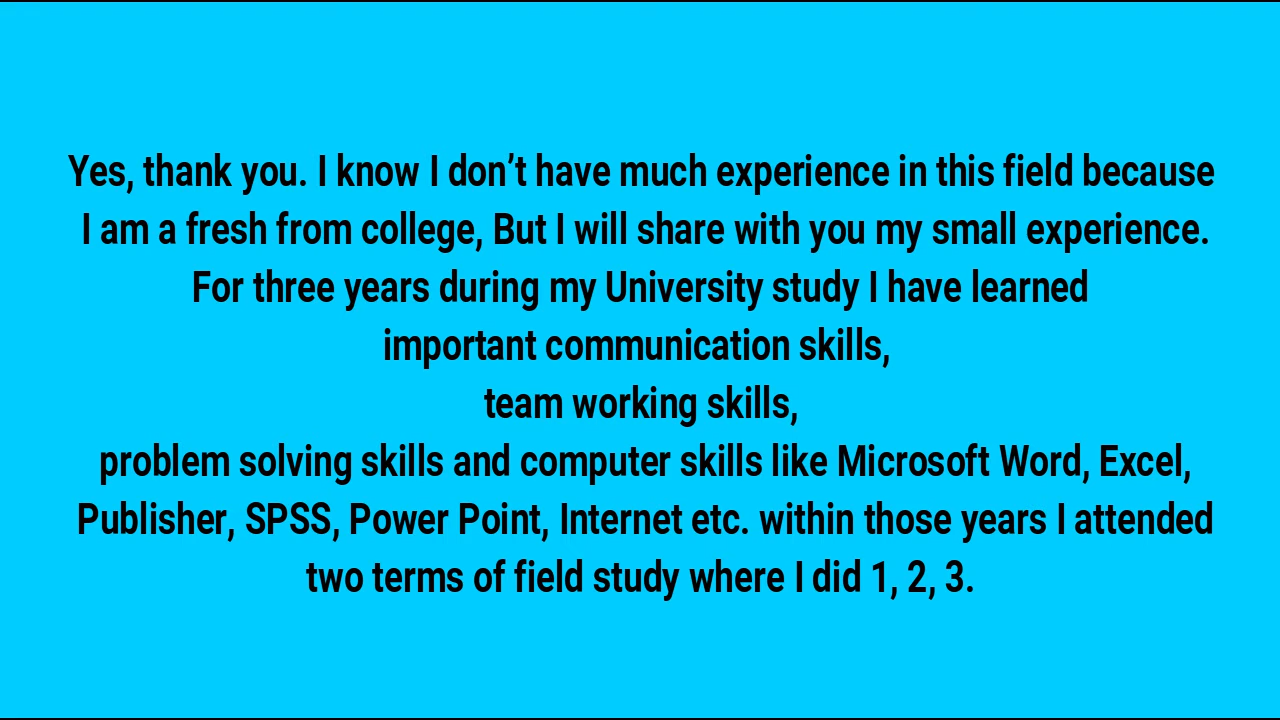 Yes, thank you. I know I don’t have much experience in this field because
I am a fresh from college, But I will share with you my small experience.
For three years during my University study I have learned
important communication skills,
team working skills,
problem solving skills and computer skills like Microsoft Word, Excel,
Publisher, SPSS, Power Point, Internet etc. within those years I attended
two terms of field study where I did 1, 2, 3.